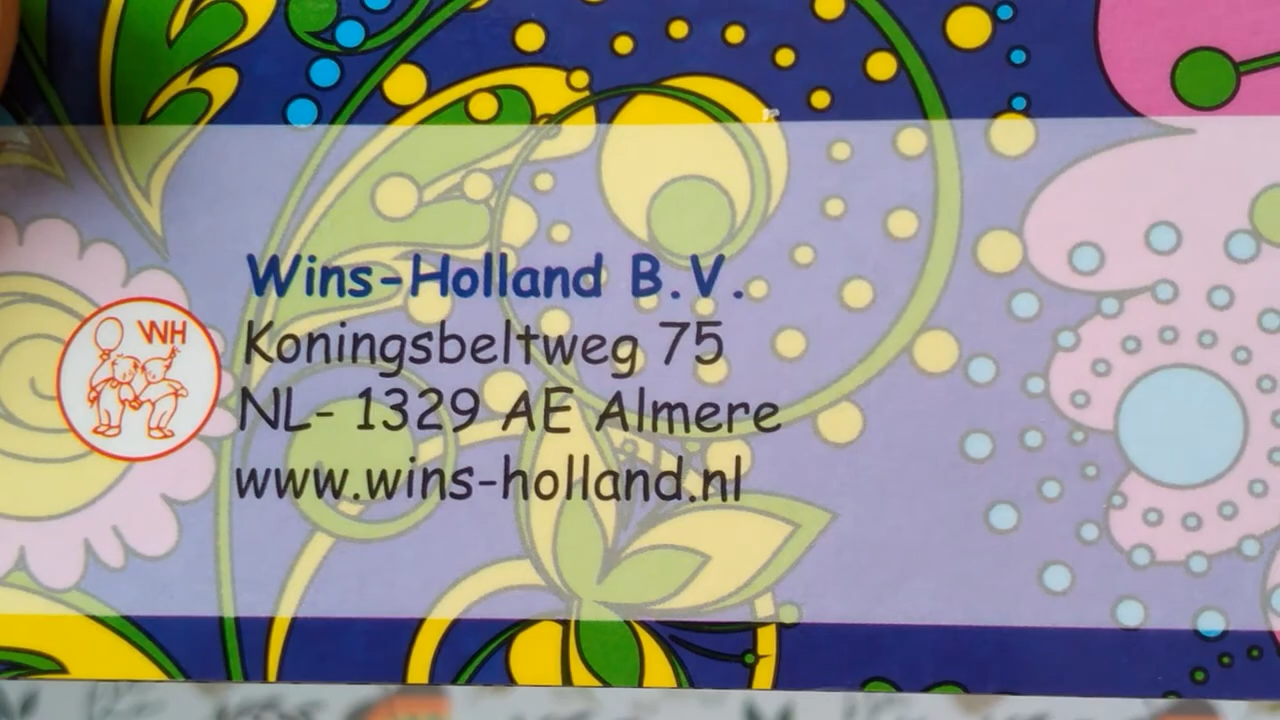 WH
Wins-Holland B.V.
Koningsbeltweg 75
NL- 1329 AE Almere
www.wins-holland.nl